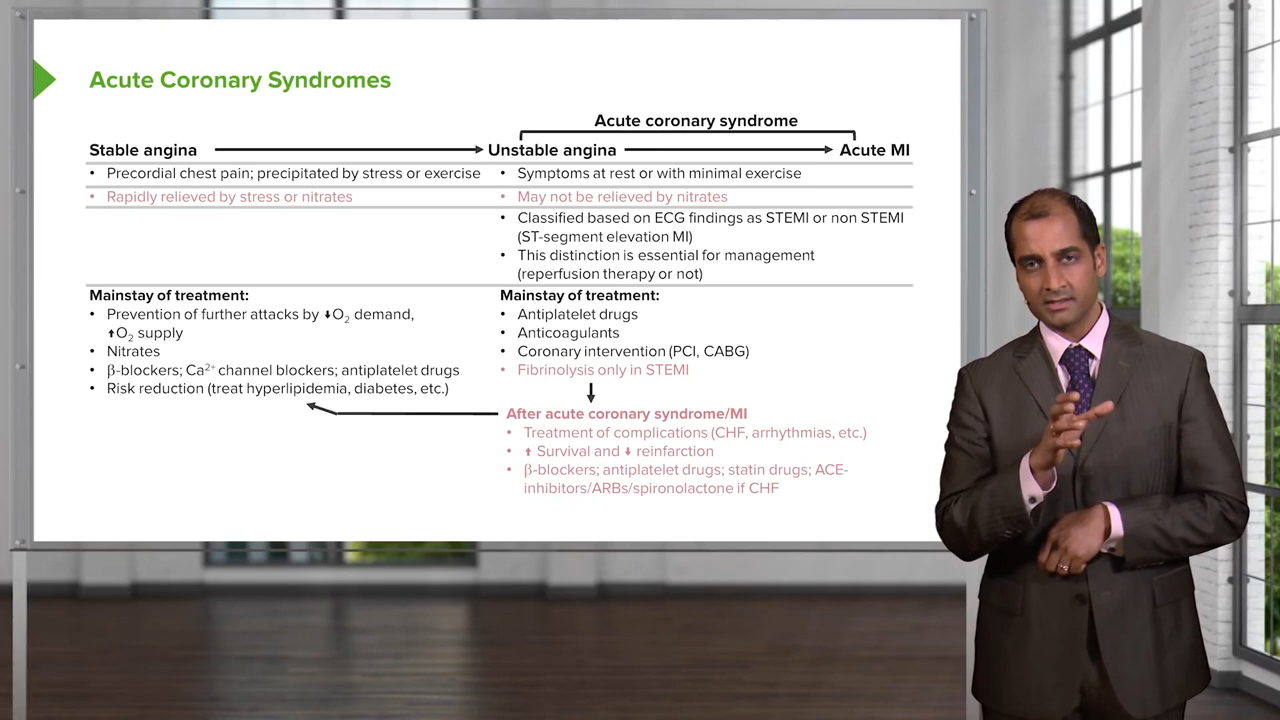 Acute Coronary Syndromes
Acute coronary syndrome
Stable angina Unstable angina Acute MI
• Precordial chest pain; precipitated by stress or exercise
• Symptoms at rest or with minimal exercise
• Rapidly relieved by stress or nitrates
• May not be relieved by nitrates
• Classified based on ECG findings as STEMI or non STEMI
(ST-segment elevation MI)
• This distinction is essential for management
(reperfusion therapy or not)
Mainstay of treatment:
• Prevention of further attacks by ⬇O₂ demand,
⬆O₂ supply
• Nitrates
• β-blockers; Ca²⁺ channel blockers; antiplatelet drugs
• Risk reduction (treat hyperlipidemia, diabetes, etc.)
Mainstay of treatment:
• Antiplatelet drugs
• Anticoagulants
• Coronary intervention (PCI, CABG)
• Fibrinolysis only in STEMI
After acute coronary syndrome/MI
• Treatment of complications (CHF, arrhythmias, etc.)
• ⬆ Survival and ⬇ reinfarction
• β-blockers; antiplatelet drugs; statin drugs; ACE-
inhibitors/ARBs/spironolactone if CHF